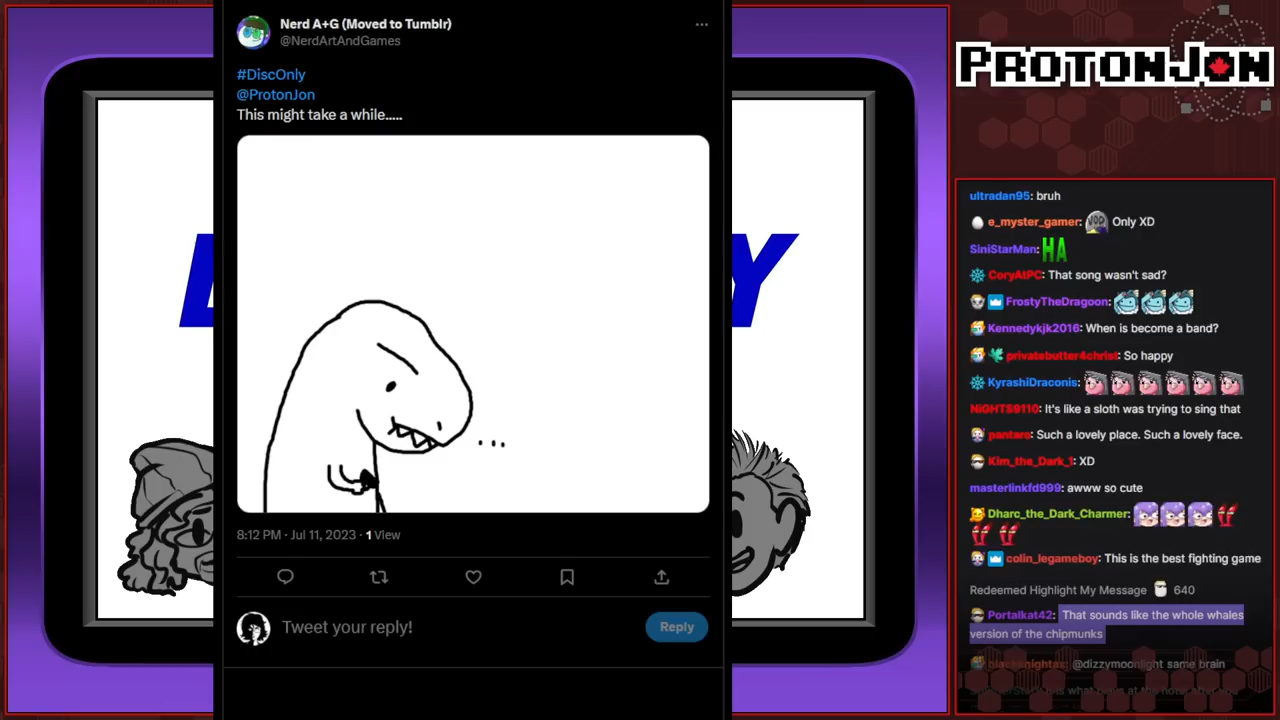 Nerd A+G (Moved to Tumblr)
@NerdArtAndGames
#DiscOnly
@ProtonJon
This might take a while.....
...
8:12 PM · Jul 11, 2023 · 1 View
Tweet your reply!
Reply
Y
PROTONJON
ultradan95: bruh
e_myster_gamer: Only XD
SiniStarMan: HA
CoryAtPC: That song wasn't sad?
FrostyTheDragoon:
Kennedykjk2016: When is become a band?
privatebutter4christ: So happy
KyrashiDraconis:
NiGHTS9110: It's like a sloth was trying to sing that
pantaro: Such a lovely place. Such a lovely face.
Kim_the_Dark_1: XD
masterlinkfd999: awww so cute
Dharc_the_Dark_Charmer:
colin_legameboy: This is the best fighting game
Redeemed Highlight My Message 640
Portalkat42: That sounds like the whole whales
version of the chipmunks
@dizzymoonlight same brain